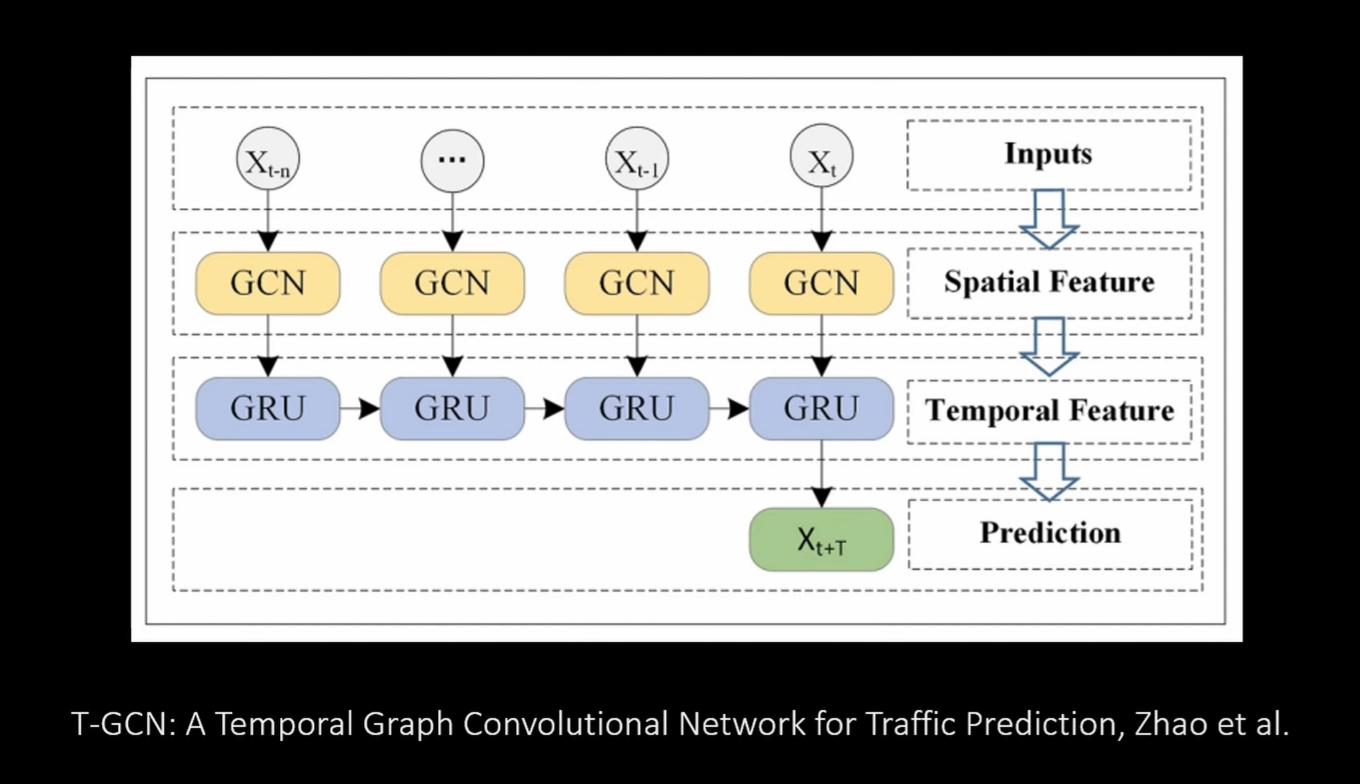 X_{t-n} ... X_{t-1} X_t Inputs
GCN GCN GCN GCN Spatial Feature
GRU GRU GRU GRU Temporal Feature
X_{t+T} Prediction
T-GCN: A Temporal Graph Convolutional Network for Traffic Prediction, Zhao et al.